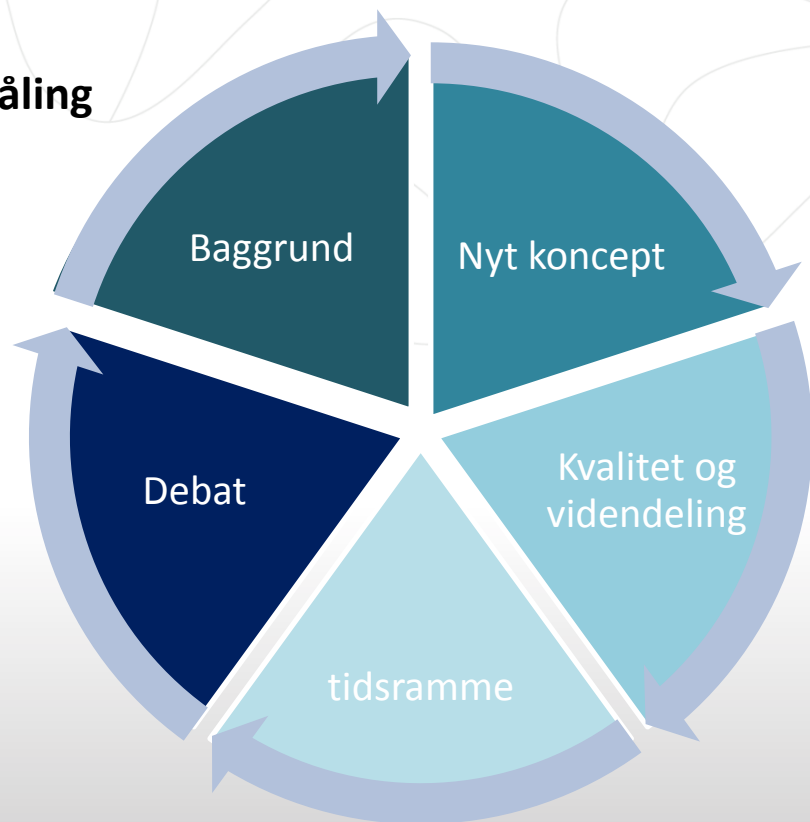 åling
Baggrund
Nyt koncept
Kvalitet og
videndeling
tidsramme
Debat